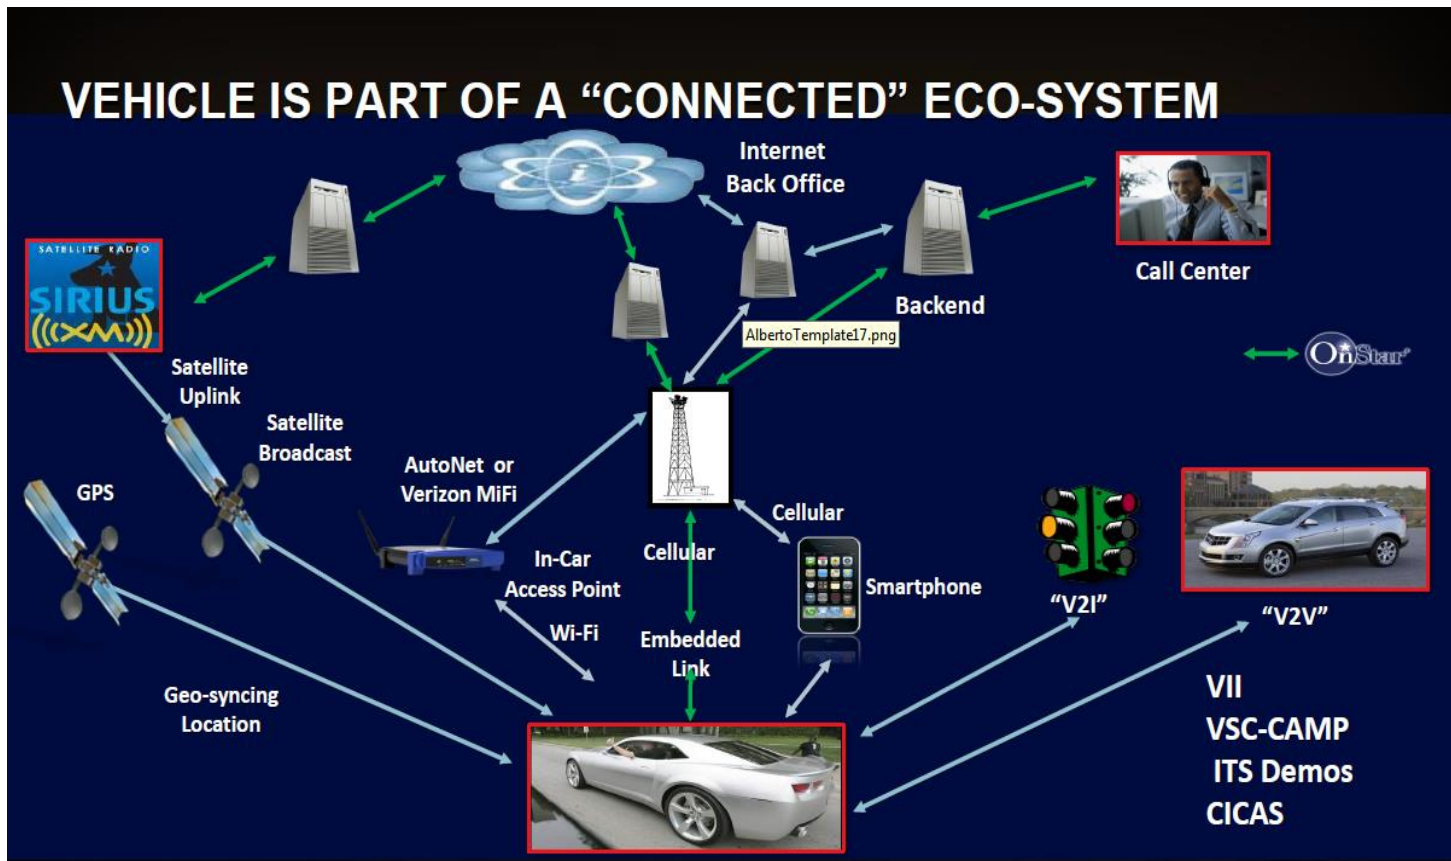 VEHICLE IS PART OF A “CONNECTED” ECO-SYSTEM
Internet
Back Office
SATELLITE RADIO
SIRIUS
((XM))
Call Center
Backend
AlbertoTemplate17.png
OnStar
Satellite
Uplink
Satellite
Broadcast
GPS
AutoNet or
Verizon MiFi
Cellular
Cellular
In-Car
Access Point
Smartphone
Wi-Fi
Embedded
Link
“V2I”
“V2V”
Geo-syncing
Location
VII
VSC-CAMP
ITS Demos
CICAS